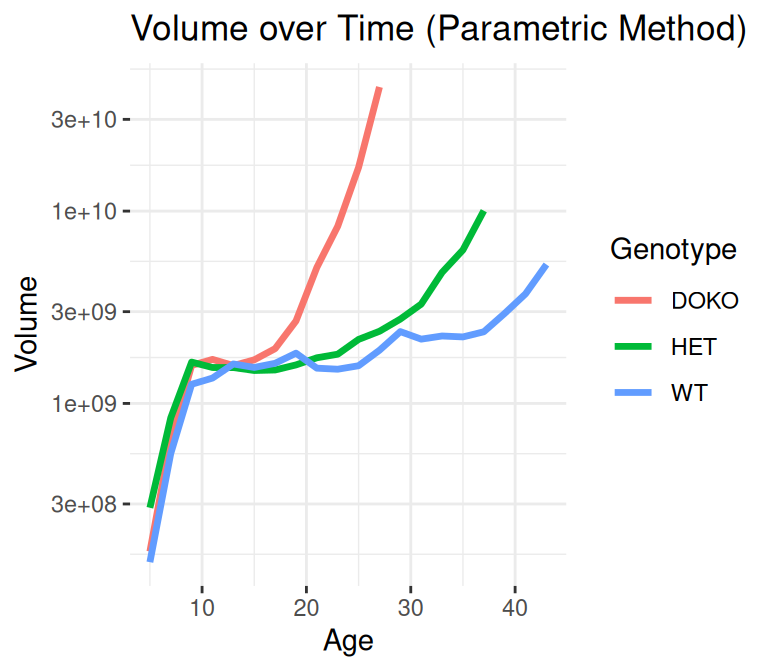 Volume over Time (Parametric Method)
Volume
3e+10
1e+10
3e+09
1e+09
3e+08
10 20 30 40
Age
Genotype
DOKO
HET
WT